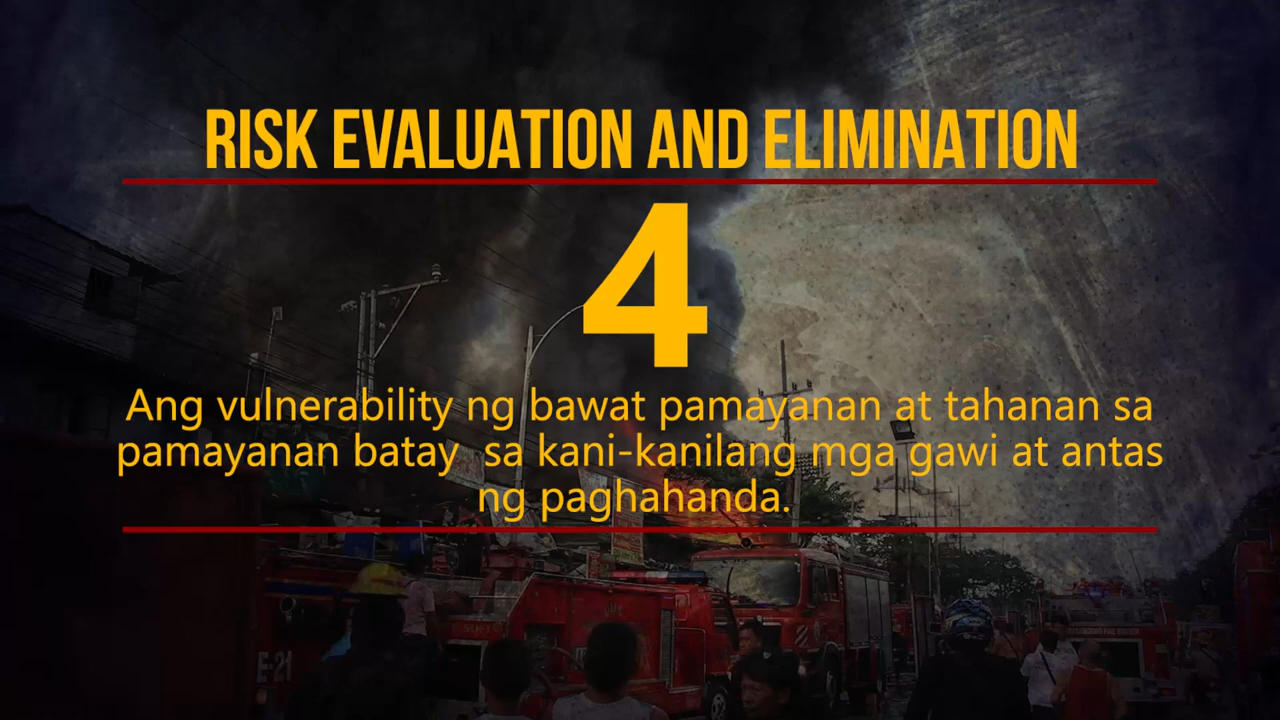 RISK EVALUATION AND ELIMINATION
4
Ang vulnerability ng bawat pamayanan at tahanan sa
pamayanan batay sa kani-kanilang mga gawi at antas
ng paghahanda.
E-21